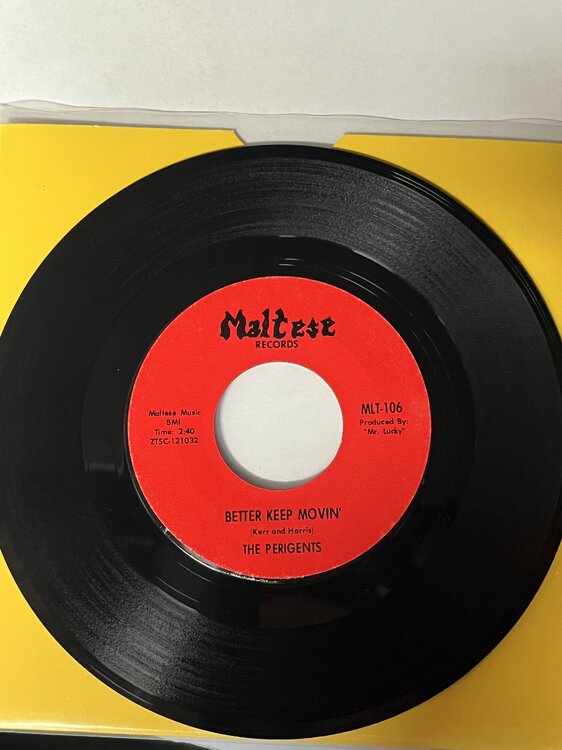 Maltese
RECORDS
Maltese Music
BMI
Time: 2:40
ZTSC-121032
MLT-106
Produced By:
"Mr. Lucky"
BETTER KEEP MOVIN'
(Kerr and Harris)
THE PERIGENTS